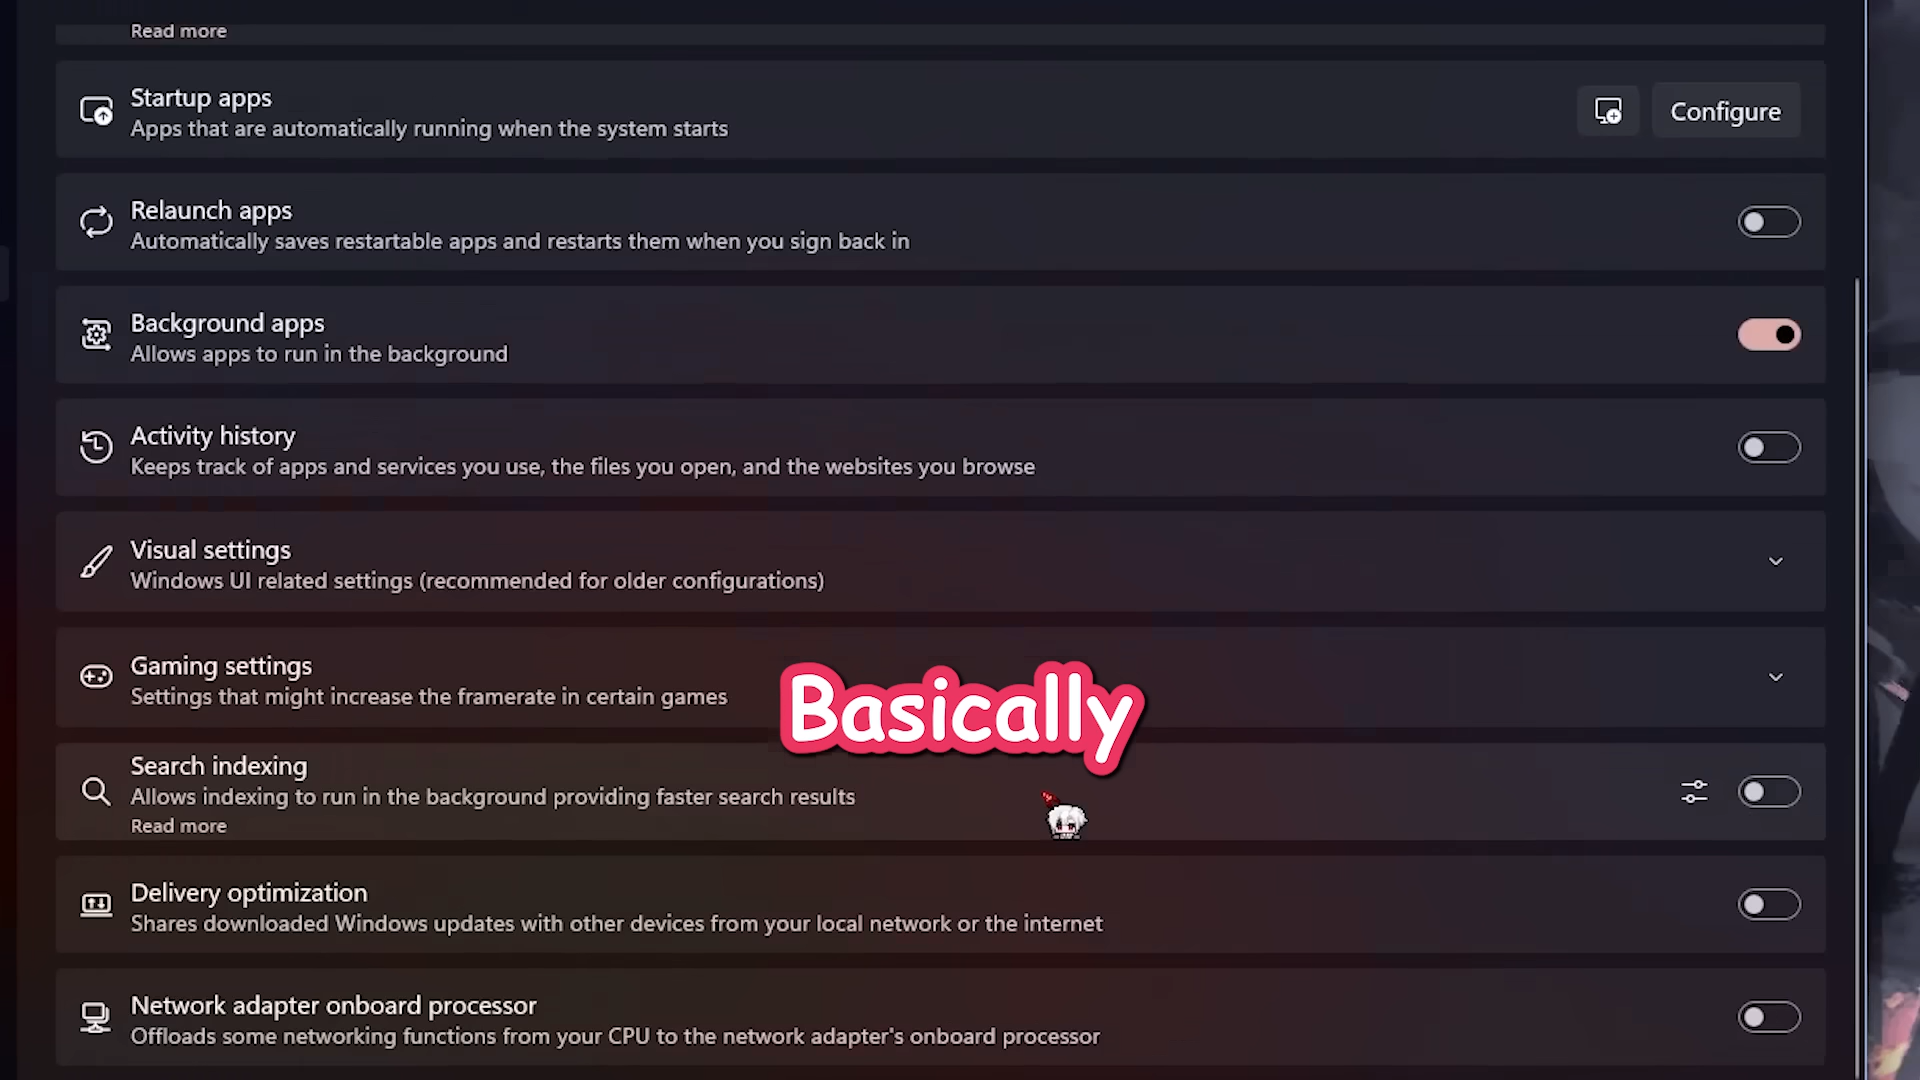 Read more
Startup apps
Apps that are automatically running when the system starts
Configure
Relaunch apps
Automatically saves restartable apps and restarts them when you sign back in
Background apps
Allows apps to run in the background
Activity history
Keeps track of apps and services you use, the files you open, and the websites you browse
Visual settings
Windows UI related settings (recommended for older configurations)
Gaming settings
Settings that might increase the framerate in certain games
Basically
Search indexing
Allows indexing to run in the background providing faster search results
Read more
Delivery optimization
Shares downloaded Windows updates with other devices from your local network or the internet
Network adapter onboard processor
Offloads some networking functions from your CPU to the network adapter's onboard processor